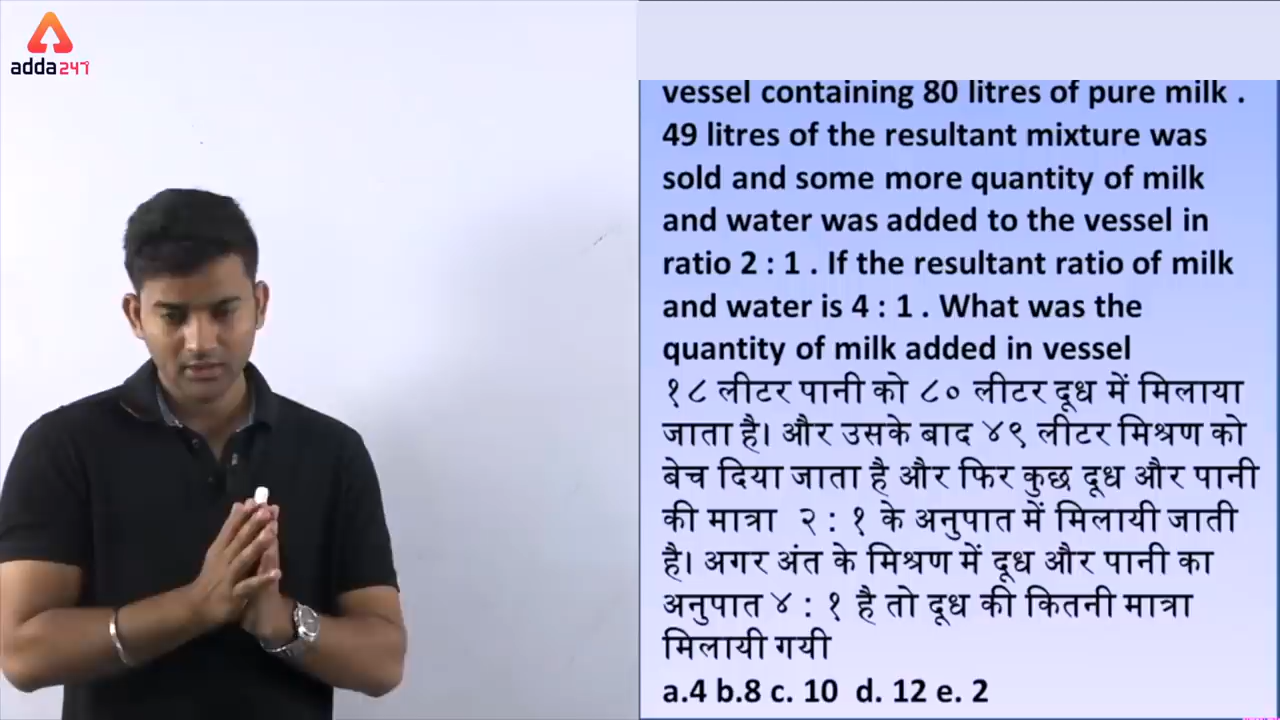 adda247
vessel containing 80 litres of pure milk .
49 litres of the resultant mixture was
sold and some more quantity of milk
and water was added to the vessel in
ratio 2 : 1 . If the resultant ratio of milk
and water is 4 : 1 . What was the
quantity of milk added in vessel
१८ लीटर पानी को ८० लीटर दूध में मिलाया
जाता है। और उसके बाद ४९ लीटर मिश्रण को
बेच दिया जाता है और फिर कुछ दूध और पानी
की मात्रा २ : १ के अनुपात में मिलायी जाती
है। अगर अंत के मिश्रण में दूध और पानी का
अनुपात ४ : १ है तो दूध की कितनी मात्रा
मिलायी गयी
a.4 b.8 c. 10 d. 12 e. 2